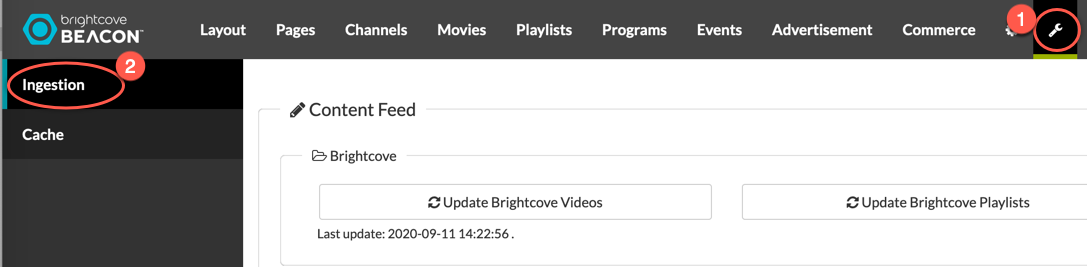 brightcove
BEACON™
Layout Pages Channels Movies Playlists Programs Events Advertisement Commerce 1
Ingestion 2
Cache
Content Feed
Brightcove
Update Brightcove Videos Update Brightcove Playlists
Last update: 2020-09-11 14:22:56 .